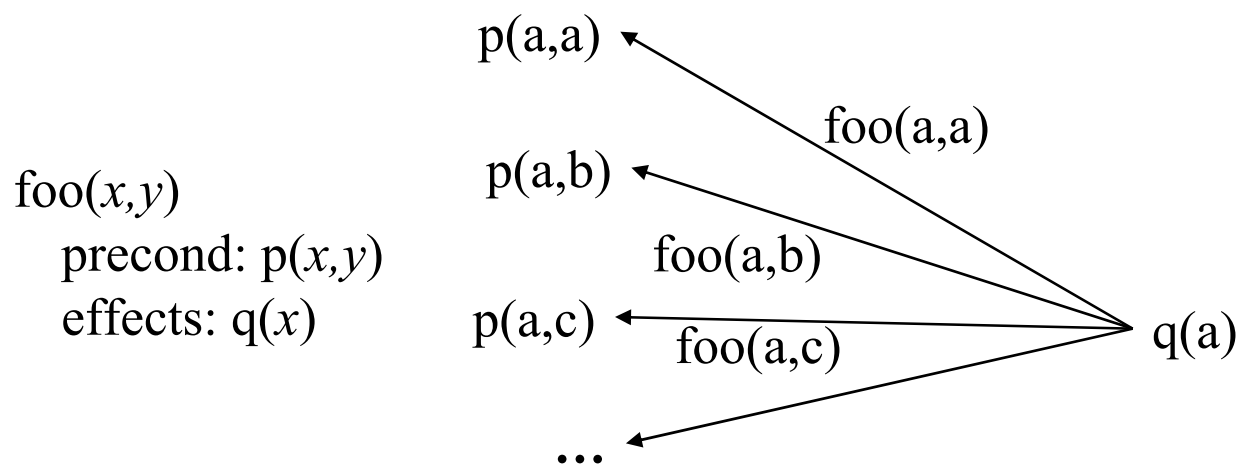 foo(x,y)
precond: p(x,y)
effects: q(x)
p(a,a)
foo(a,a)
p(a,b)
foo(a,b)
p(a,c)
foo(a,c)
q(a)
...